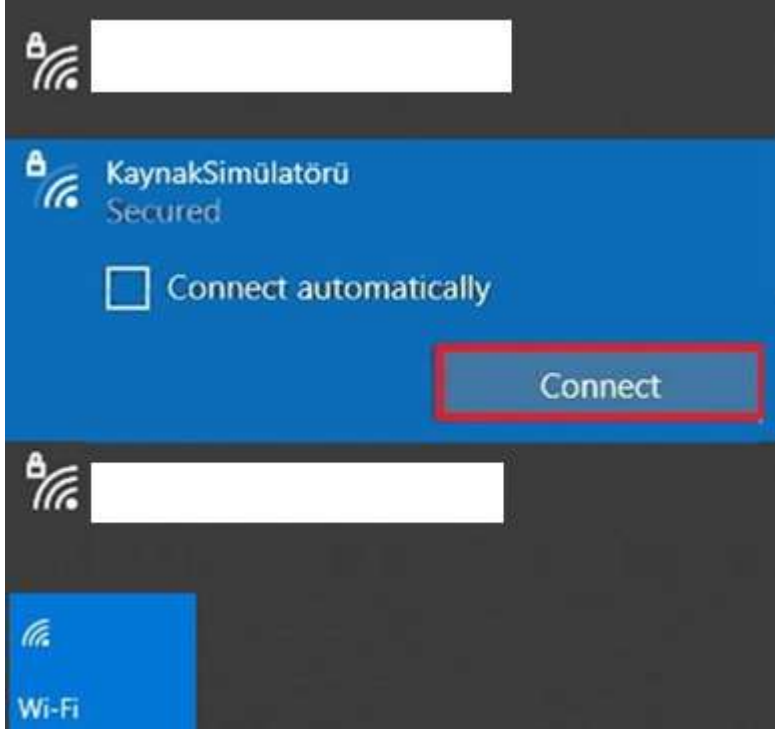 KaynakSimülatörü
Secured
Connect automatically
Connect
Wi-Fi